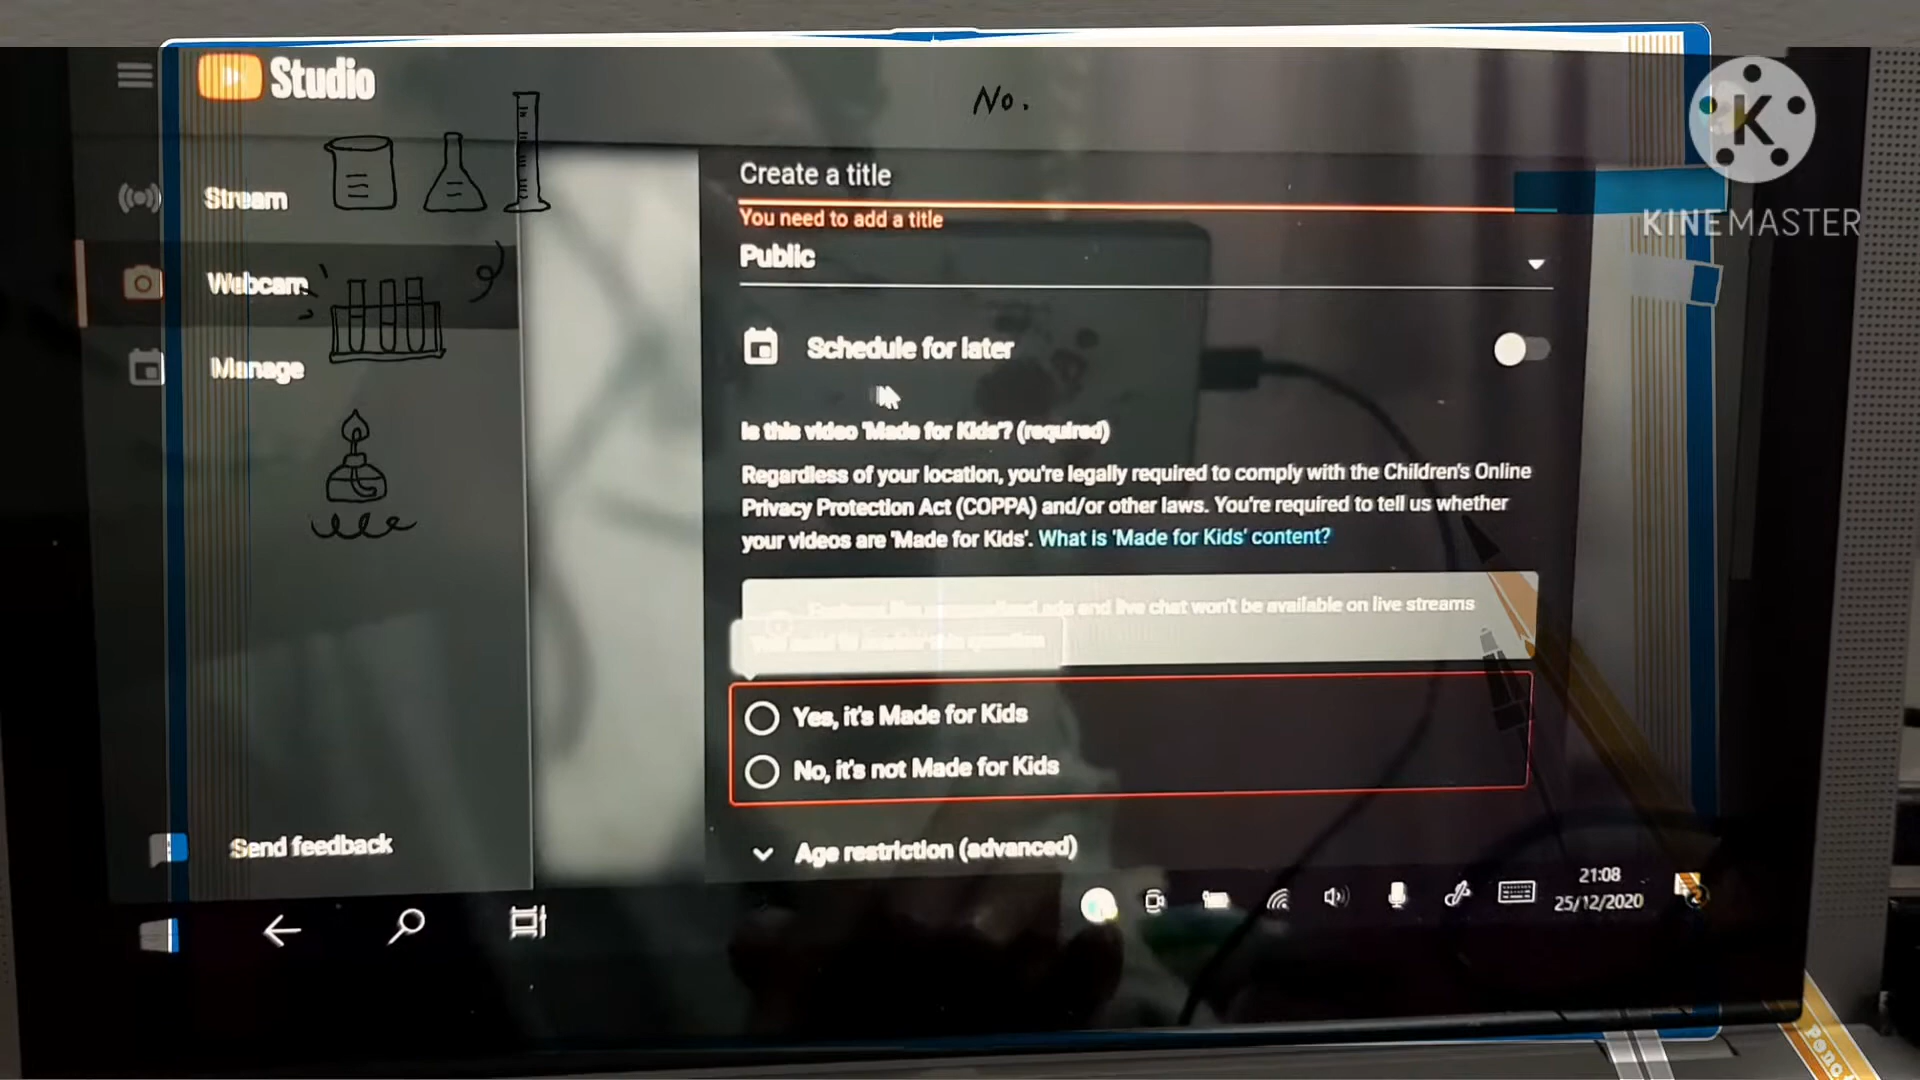 Studio
No.
KINEMASTER
Stream
Webcam
Manage
Create a title
You need to add a title
Public
Schedule for later
Is this video 'Made for Kids'? (required)
Regardless of your location, you're legally required to comply with the Children's Online
Privacy Protection Act (COPPA) and/or other laws. You're required to tell us whether
your videos are 'Made for Kids'. What is 'Made for Kids' content?
and live chat won't be available on live streams
Yes, it's Made for Kids
No, it's not Made for Kids
Age restriction (advanced)
Send feedback
21:08
25/12/2020